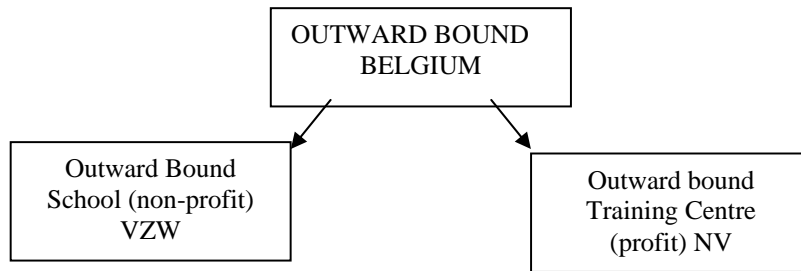 OUTWARD BOUND
BELGIUM
Outward Bound
School (non-profit)
VZW
Outward bound
Training Centre
(profit) NV